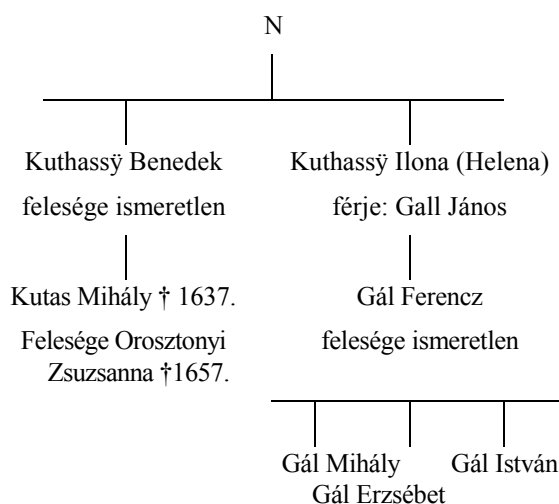 N
Kuthassÿ Benedek
Kuthassÿ Ilona (Helena)
felesége ismeretlen
férje: Gall János
Kutas Mihály † 1637.
Gál Ferencz
Felesége Orosztonyi
felesége ismeretlen
Zsuzsanna †1657.
Gál Mihály
Gál István
Gál Erzsébet